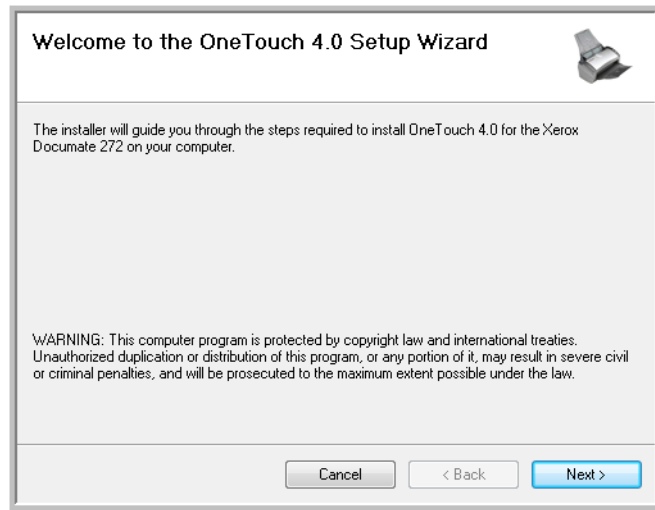 Welcome to the OneTouch 4.0 Setup Wizard
The installer will guide you through the steps required to install OneTouch 4.0 for the Xerox
Documate 272 on your computer.
WARNING: This computer program is protected by copyright law and international treaties.
Unauthorized duplication or distribution of this program, or any portion of it, may result in severe civil
or criminal penalties, and will be prosecuted to the maximum extent possible under the law.
Cancel < Back Next >